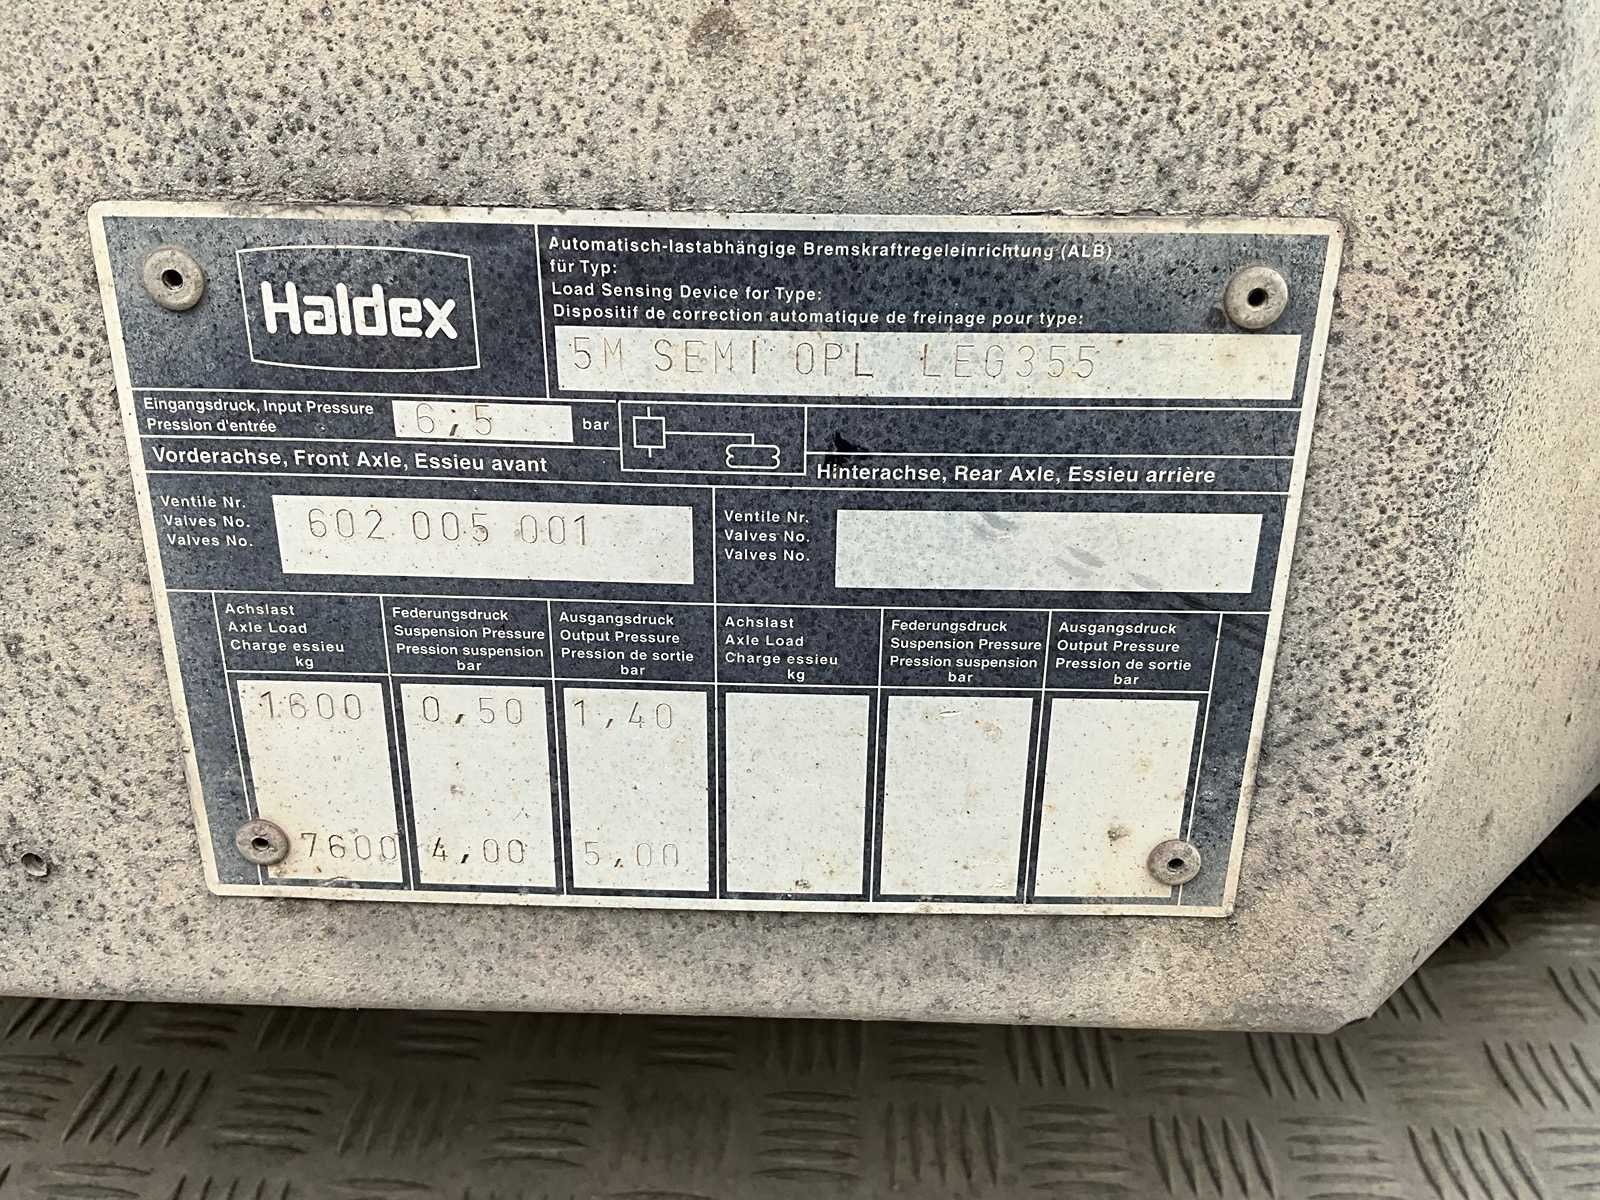 Haldex
Automatisch-lastabhängige Bremskraftregeleinrichtung (ALB)
für Typ:
Load Sensing Device for Type:
Dispositif de correction automatique de freinage pour type:
5M SEMI OPL LEG355
Eingangsdruck, Input Pressure
Pression d'entrée
6,5
bar
Vorderachse, Front Axle, Essieu avant
Hinterachse, Rear Axle, Essieu arrière
Ventile Nr.
Valves No.
Valves No.
602 005 001
Ventile Nr.
Valves No.
Valves No.
Achslast
Axle Load
Charge essieu
kg
Federungsdruck
Suspension Pressure
Pression suspension
bar
Ausgangsdruck
Output Pressure
Pression de sortie
bar
Achslast
Axle Load
Charge essieu
kg
Federungsdruck
Suspension Pressure
Pression suspension
bar
Ausgangsdruck
Output Pressure
Pression de sortie
bar
1600 0,50 1,40
7600 4,00 5,00